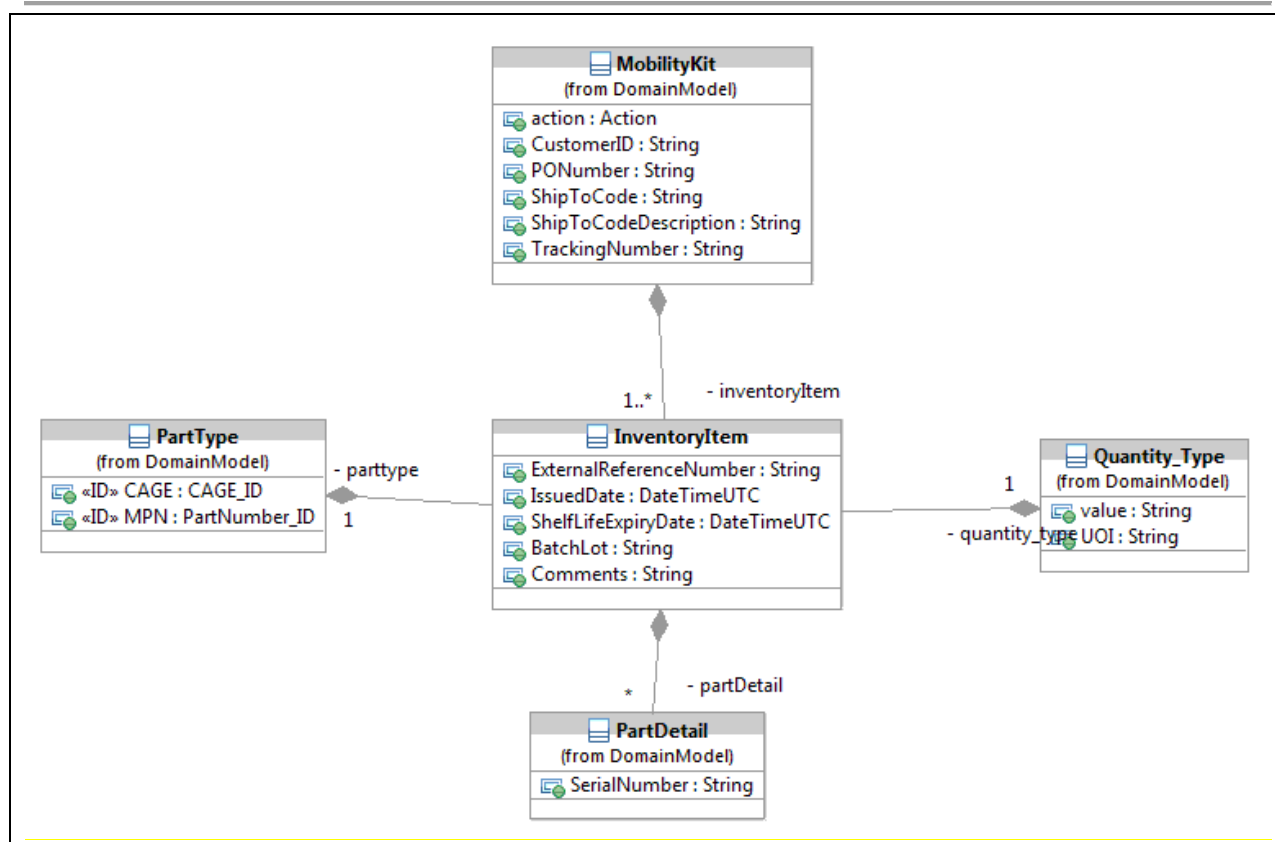 MobilityKit
(from DomainModel)
action : Action
CustomerID : String
PONumber : String
ShipToCode : String
ShipToCodeDescription : String
TrackingNumber : String
1..*
- inventoryItem
PartType
(from DomainModel)
«ID» CAGE : CAGE_ID
«ID» MPN : PartNumber_ID
- parttype
1
InventoryItem
ExternalReferenceNumber : String
IssuedDate : DateTimeUTC
ShelfLifeExpiryDate : DateTimeUTC
BatchLot : String
Comments : String
1
- quantity_type
Quantity_Type
(from DomainModel)
value : String
UOI : String
*
- partDetail
PartDetail
(from DomainModel)
SerialNumber : String